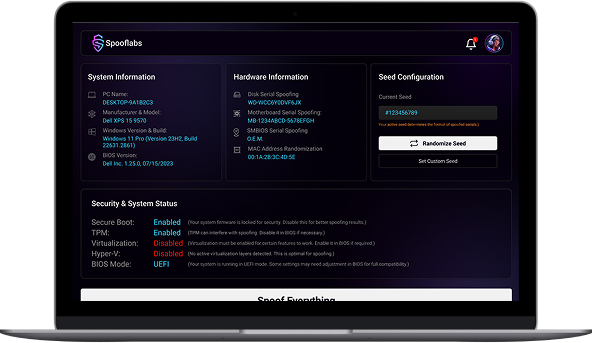 Spooflabs
System Information
PC Name:
DESKTOP-9A1B2C3
Manufacturer & Model:
Dell XPS 15 9570
Windows Version & Build:
Windows 11 Pro (Version 23H2, Build
22631.2861)
BIOS Version:
Dell Inc. 1.25.0, 07/15/2023
Hardware Information
Disk Serial Spoofing
WD-WCC6Y0DVF6JX
Motherboard Serial Spoofing:
MB-1234ABCD-5678EFGH
SMBIOS Serial Spoofing
O.E.M.
MAC Address Randomization
00:1A:2B:3C:4D:5E
Seed Configuration
Current Seed
#123456789
(Your active seed determines the format of spoofed serials.)
Randomize Seed
Set Custom Seed
Security & System Status
Secure Boot: Enabled (Your system firmware is locked for security. Disable this for better spoofing results.)
TPM: Enabled (TPM can interfere with spoofing. Disable it in BIOS if necessary.)
Virtualization: Disabled (Virtualization must be enabled for certain features to work. Enable it in BIOS if required.)
Hyper-V: Disabled (No active virtualization layers detected. This is optimal for spoofing.)
BIOS Mode: UEFI (Your system is running in UEFI mode. Some settings may need adjustment in BIOS for full compatibility.)
Spoof Everything